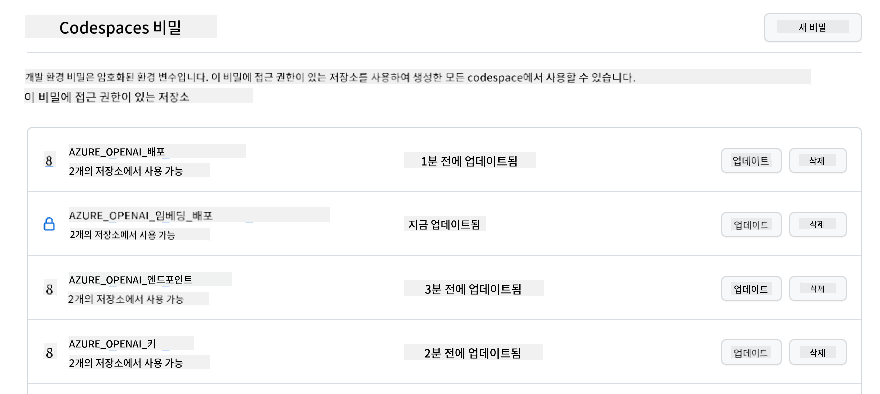 Codespaces 비밀
새 비밀
개발 환경 비밀은 암호화된 환경 변수입니다. 이 비밀에 접근 권한이 있는 저장소를 사용하여 생성한 모든 codespace에서 사용할 수 있습니다.
이 비밀에 접근 권한이 있는 저장소
8 AZURE_OPENAI_배포 1분 전에 업데이트됨 업데이트 삭제
2개의 저장소에서 사용 가능
AZURE_OPENAI_임베딩_배포 지금 업데이트됨 업데이트 삭제
2개의 저장소에서 사용 가능
8 AZURE_OPENAI_엔드포인트 3분 전에 업데이트됨 업데이트 삭제
2개의 저장소에서 사용 가능
8 AZURE_OPENAI_키 2분 전에 업데이트됨 업데이트 삭제
2개의 저장소에서 사용 가능